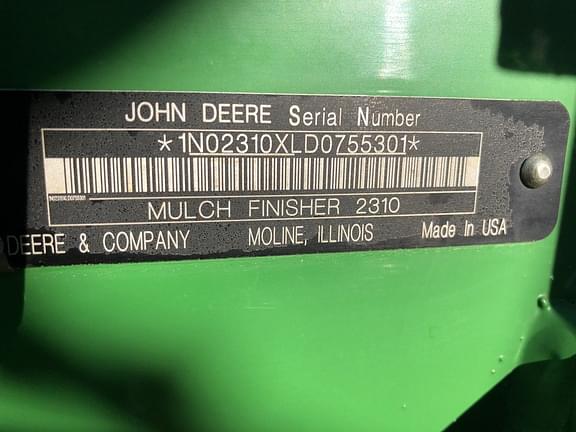 JOHN DEERE Serial Number
*1N02310XLD0755301*
MULCH FINISHER 2310
DEERE & COMPANY MOLINE, ILLINOIS Made In USA